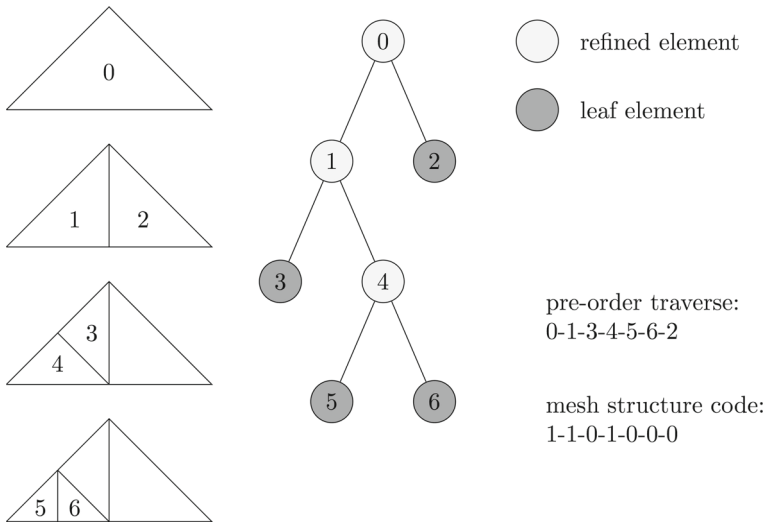 0
1 2
3
4
5 6
0
1 2
3 4
5 6
refined element
leaf element
pre-order traverse:
0-1-3-4-5-6-2
mesh structure code:
1-1-0-1-0-0-0